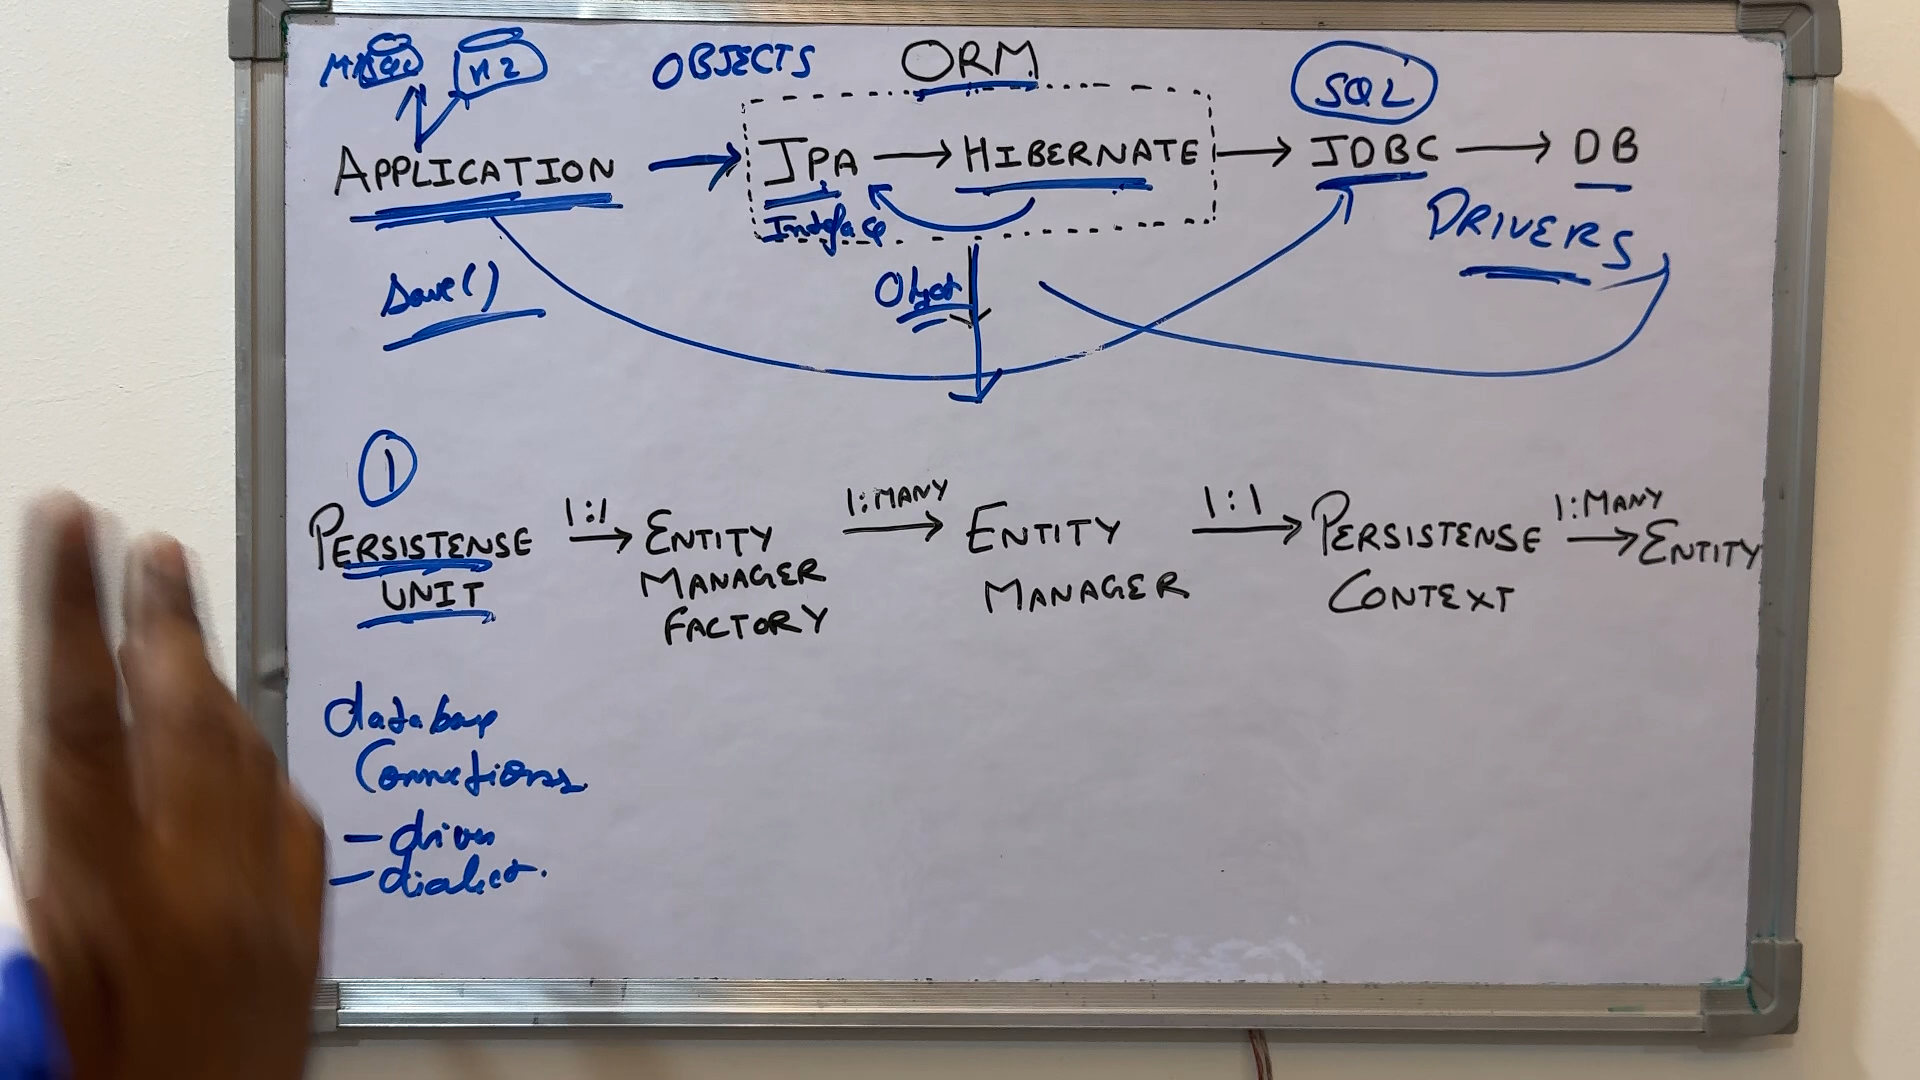 MySQL H2 OBJECTS ORM SQL
APPLICATION JPA HIBERNATE JDBC DB
Interface
DRIVERS
save() Object
1
1:1 1:MANY 1:1 1:MANY
PERSISTENSE ENTITY ENTITY PERSISTENSE ENTITY
UNIT MANAGER MANAGER CONTEXT
FACTORY
database
Connections
- driver
- dialect.